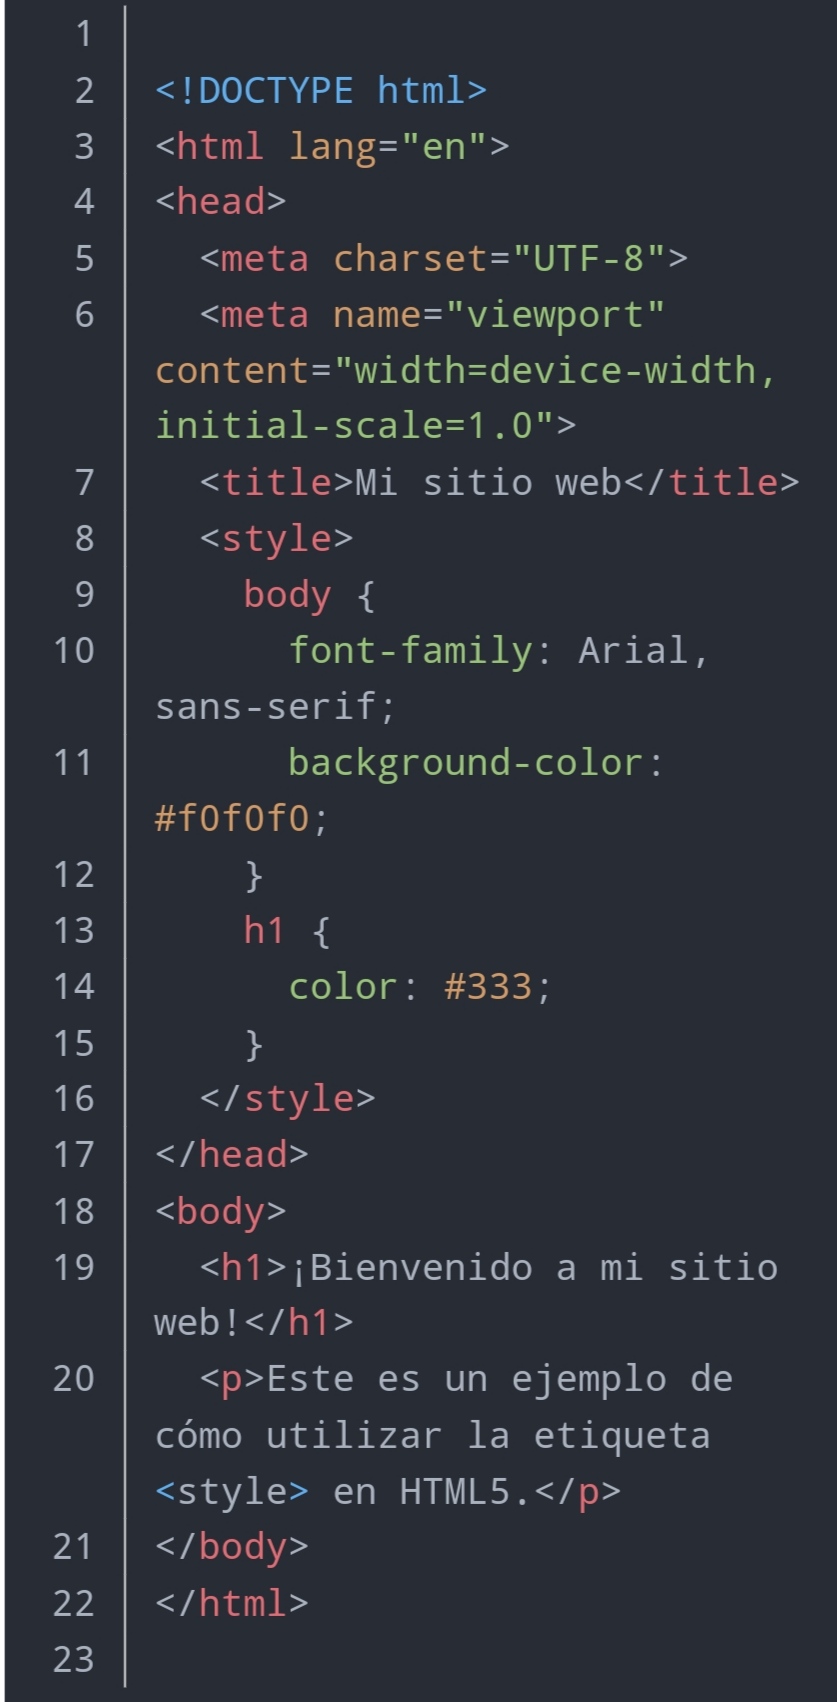 1
2 <!DOCTYPE html>
3 <html lang="en">
4 <head>
5   <meta charset="UTF-8">
6   <meta name="viewport"
content="width=device-width,
initial-scale=1.0">
7   <title>Mi sitio web</title>
8   <style>
9     body {
10       font-family: Arial,
sans-serif;
11       background-color:
#f0f0f0;
12     }
13     h1 {
14       color: #333;
15     }
16   </style>
17 </head>
18 <body>
19   <h1>¡Bienvenido a mi sitio
web!</h1>
20   <p>Este es un ejemplo de
cómo utilizar la etiqueta
<style> en HTML5.</p>
21 </body>
22 </html>
23